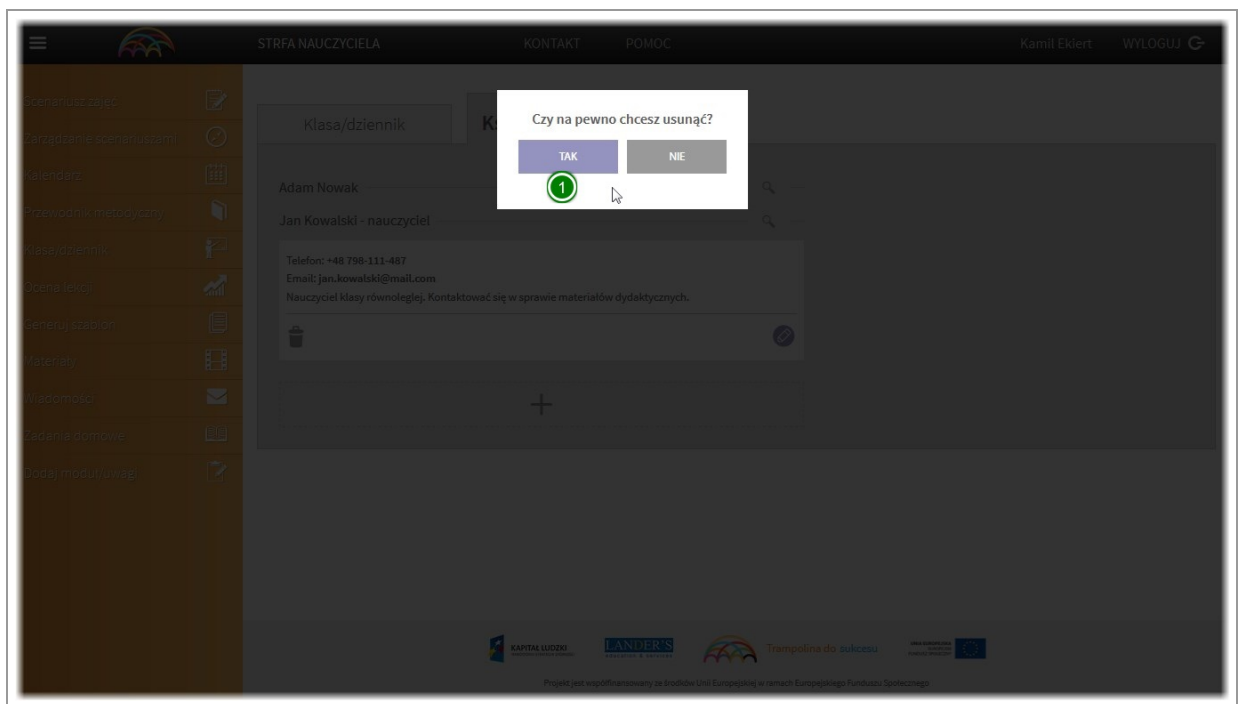 STRFA NAUCZYCIELA
KONTAKT
POMOC
Kamil Ekiert
WYLOGUJ
Scenariusz zajęć
Zarządzanie scenariuszami
Kalendarz
Przewodnik metodyczny
Klasa/dziennik
Ocena lekcji
Generuj szablon
Materiały
Wiadomości
Zadania domowe
Dodaj moduł/uwagi
Klasa/dziennik
Czy na pewno chcesz usunąć?
TAK
NIE
1
Adam Nowak
Jan Kowalski - nauczyciel
Telefon: +48 798-111-487
Email: jan.kowalski@mail.com
Nauczyciel klasy równoległej. Kontaktować się w sprawie materiałów dydaktycznych.
KAPITAŁ LUDZKI
LANDER'S
Trampolina do sukcesu
Projekt jest współfinansowany ze środków Unii Europejskiej w ramach Europejskiego Funduszu Społecznego